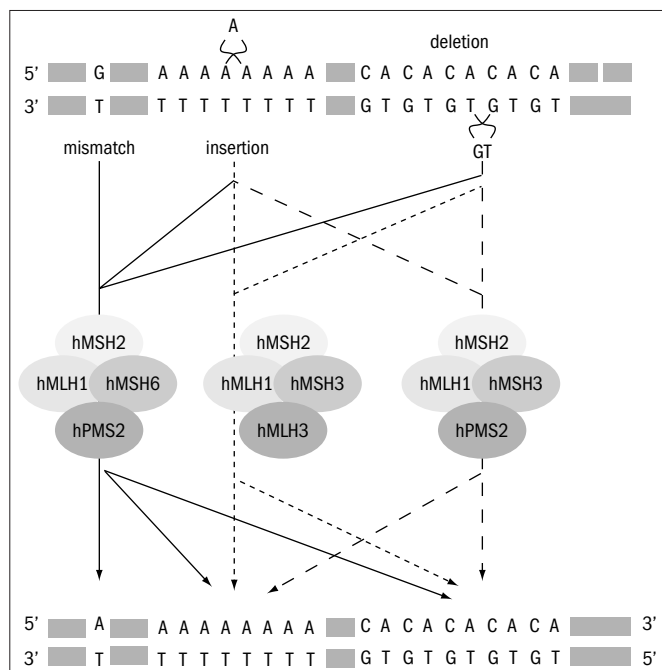 A
deletion
5’ G A A A A A A A A C A C A C A C A C A
3’ T T T T T T T T T G T G T G T G T G T
mismatch insertion GT
hMSH2 hMSH2 hMSH2
hMLH1 hMSH6 hMLH1 hMSH3 hMLH1 hMSH3
hPMS2 hMLH3 hPMS2
5’ A A A A A A A A A C A C A C A C A C A 3’
3’ T T T T T T T T T G T G T G T G T G T 5’